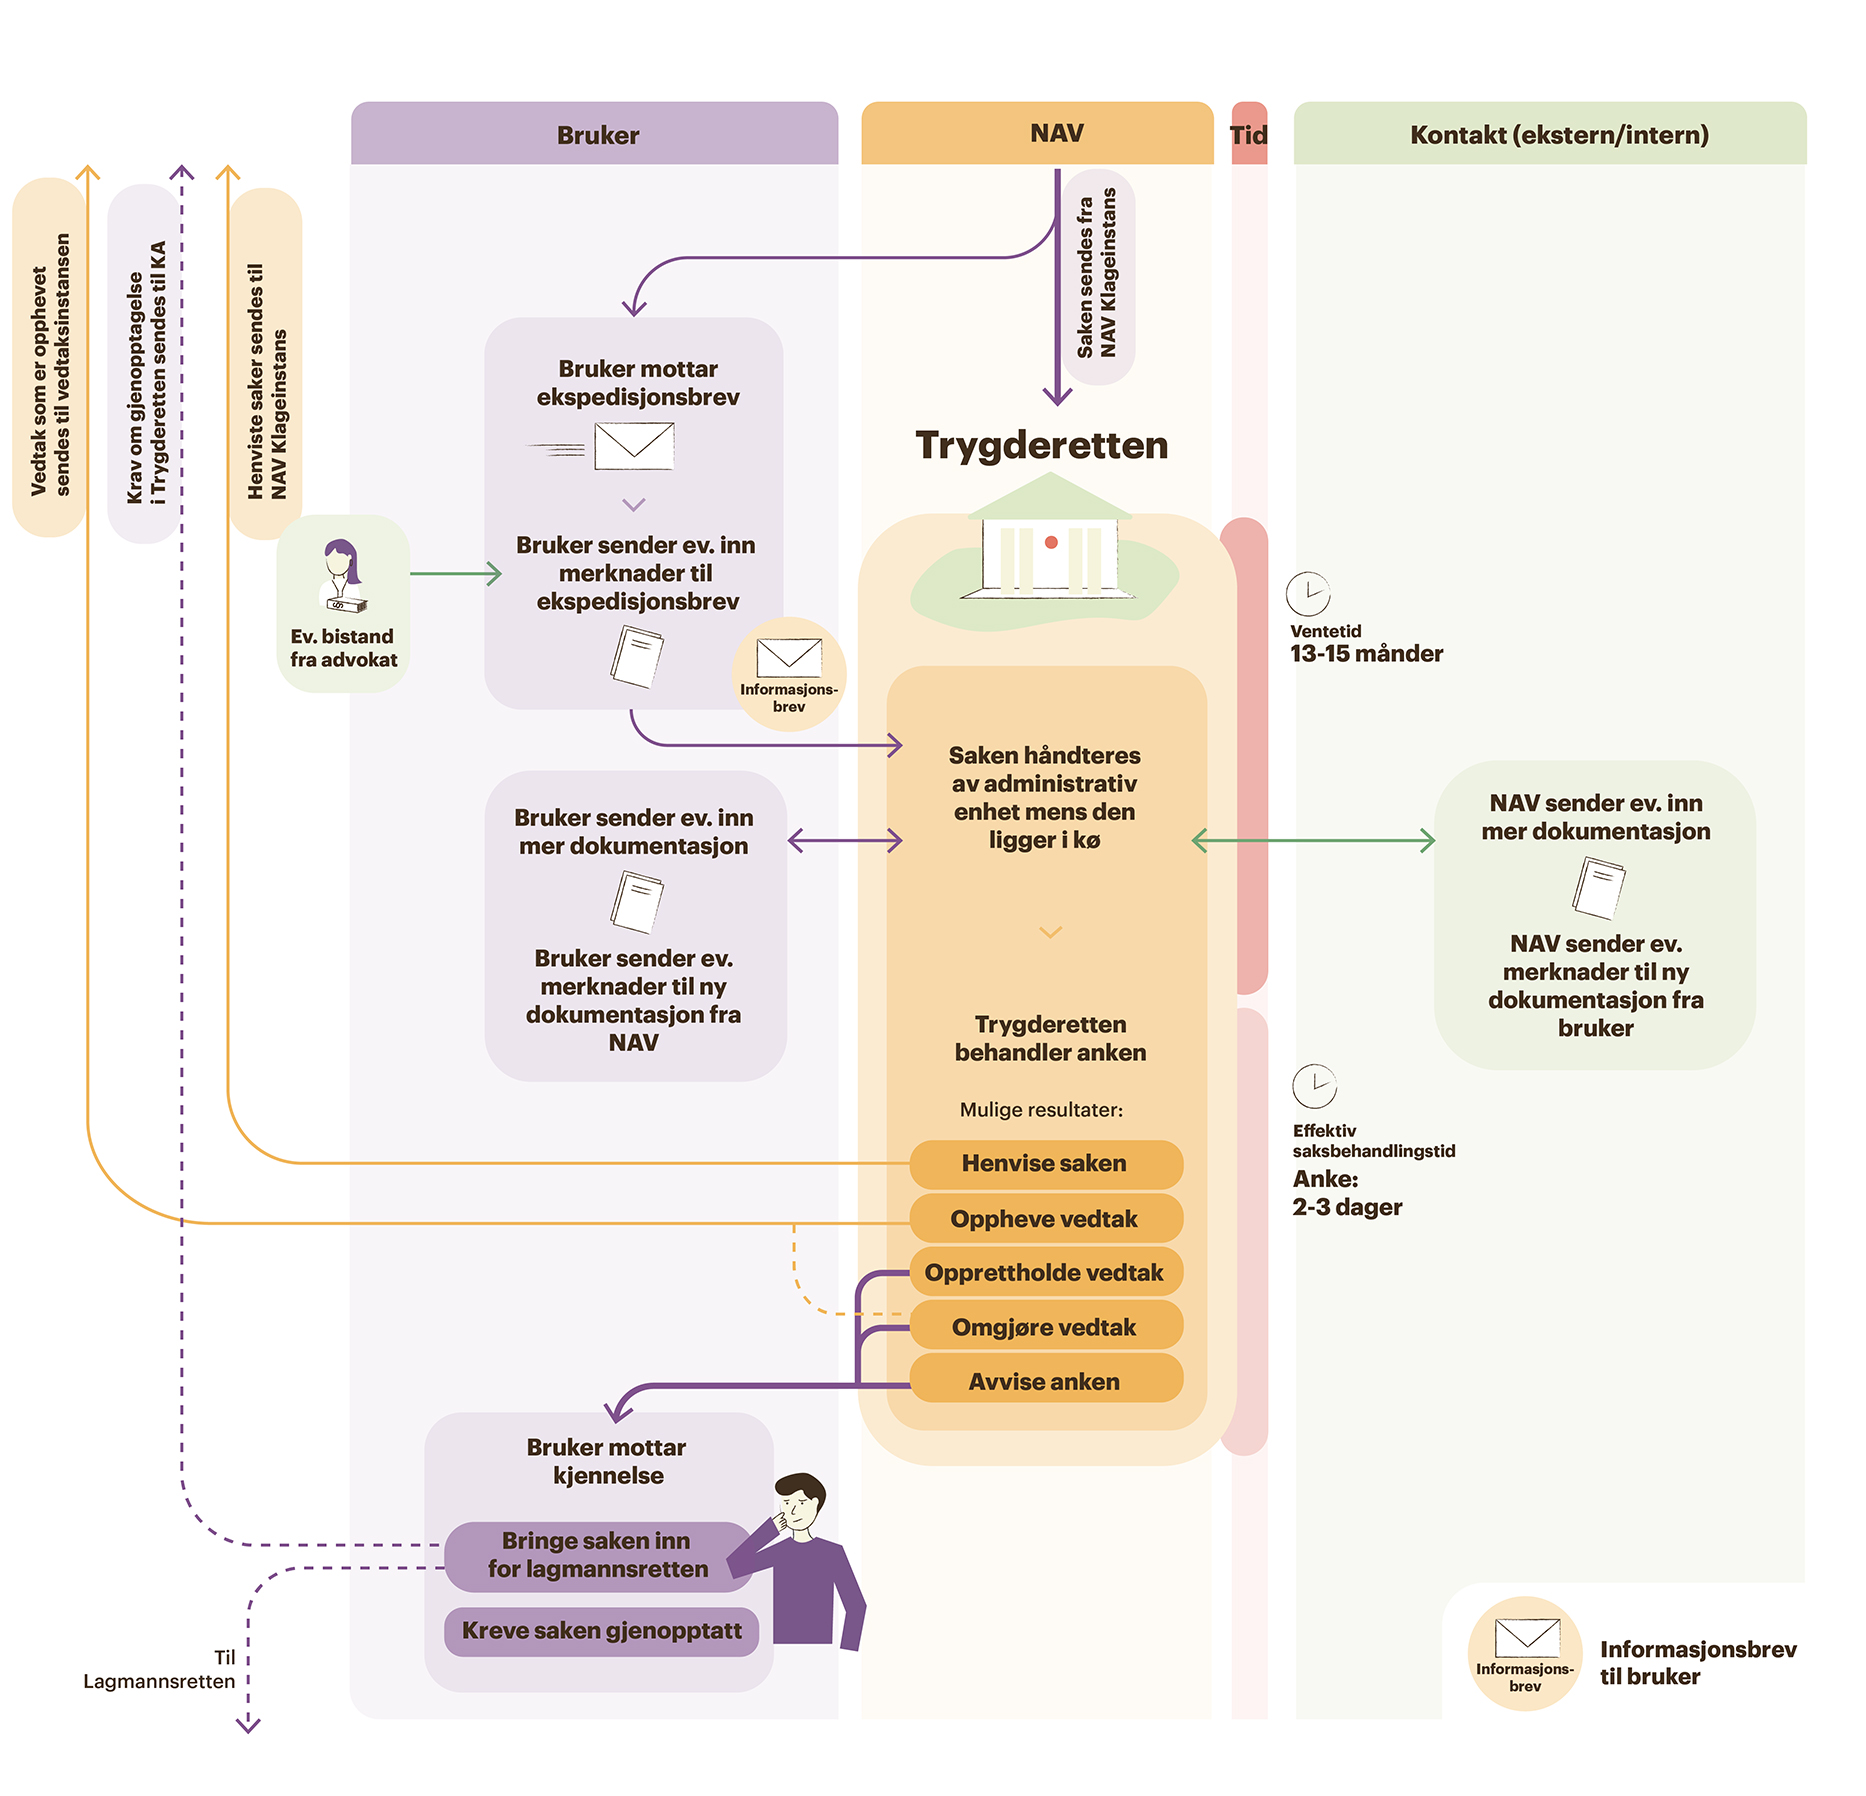 Bruker
NAV
Tid
Kontakt (ekstern/intern)
Vedtak som er opphevet
sendes til vedtaksinstansen
Krav om gjenopptagelse
i Trygderetten sendes til KA
Henviste saker sendes til
NAV Klageinstans
Saken sendes fra
NAV Klageinstans
Bruker mottar
ekspedisjonsbrev
Trygderetten
Bruker sender ev. inn
merknader til
ekspedisjonsbrev
Ev. bistand
fra advokat
Informasjons-
brev
Ventetid
13-15 månder
Saken håndteres
av administrativ
enhet mens den
ligger i kø
Bruker sender ev. inn
mer dokumentasjon
Bruker sender ev.
merknader til ny
dokumentasjon fra
NAV
NAV sender ev. inn
mer dokumentasjon
NAV sender ev.
merknader til ny
dokumentasjon fra
bruker
Trygderetten
behandler anken
Mulige resultater:
Henvise saken
Oppheve vedtak
Opprettholde vedtak
Omgjøre vedtak
Avvise anken
Effektiv
saksbehandlingstid
Anke:
2-3 dager
Bruker mottar
kjennelse
Bringe saken inn
for lagmannsretten
Kreve saken gjenopptatt
Til
Lagmannsretten
Informasjons-
brev
Informasjonsbrev
til bruker